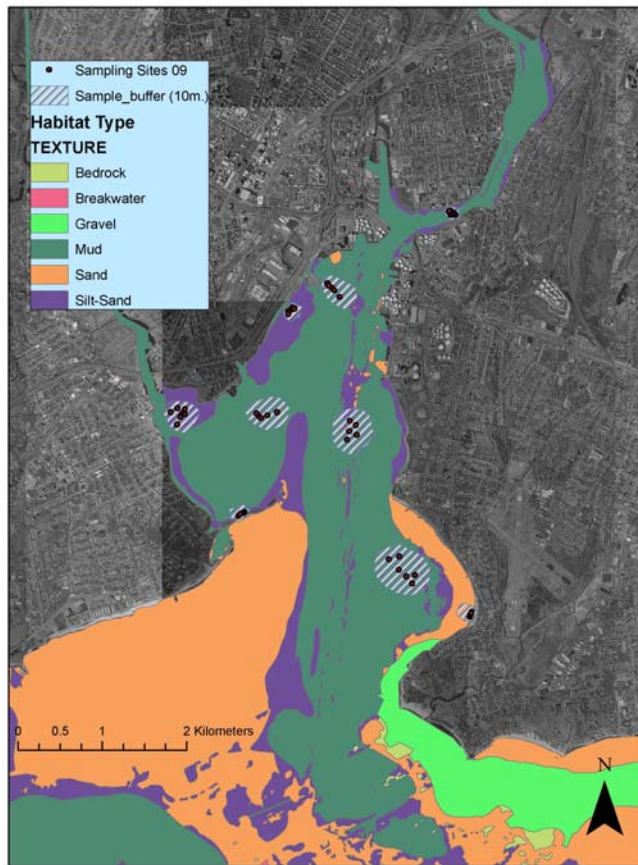 Sampling Sites 09
Sample_buffer (10m.)
Habitat Type
TEXTURE
Bedrock
Breakwater
Gravel
Mud
Sand
Silt-Sand
0 0.5 1 2 Kilometers
N